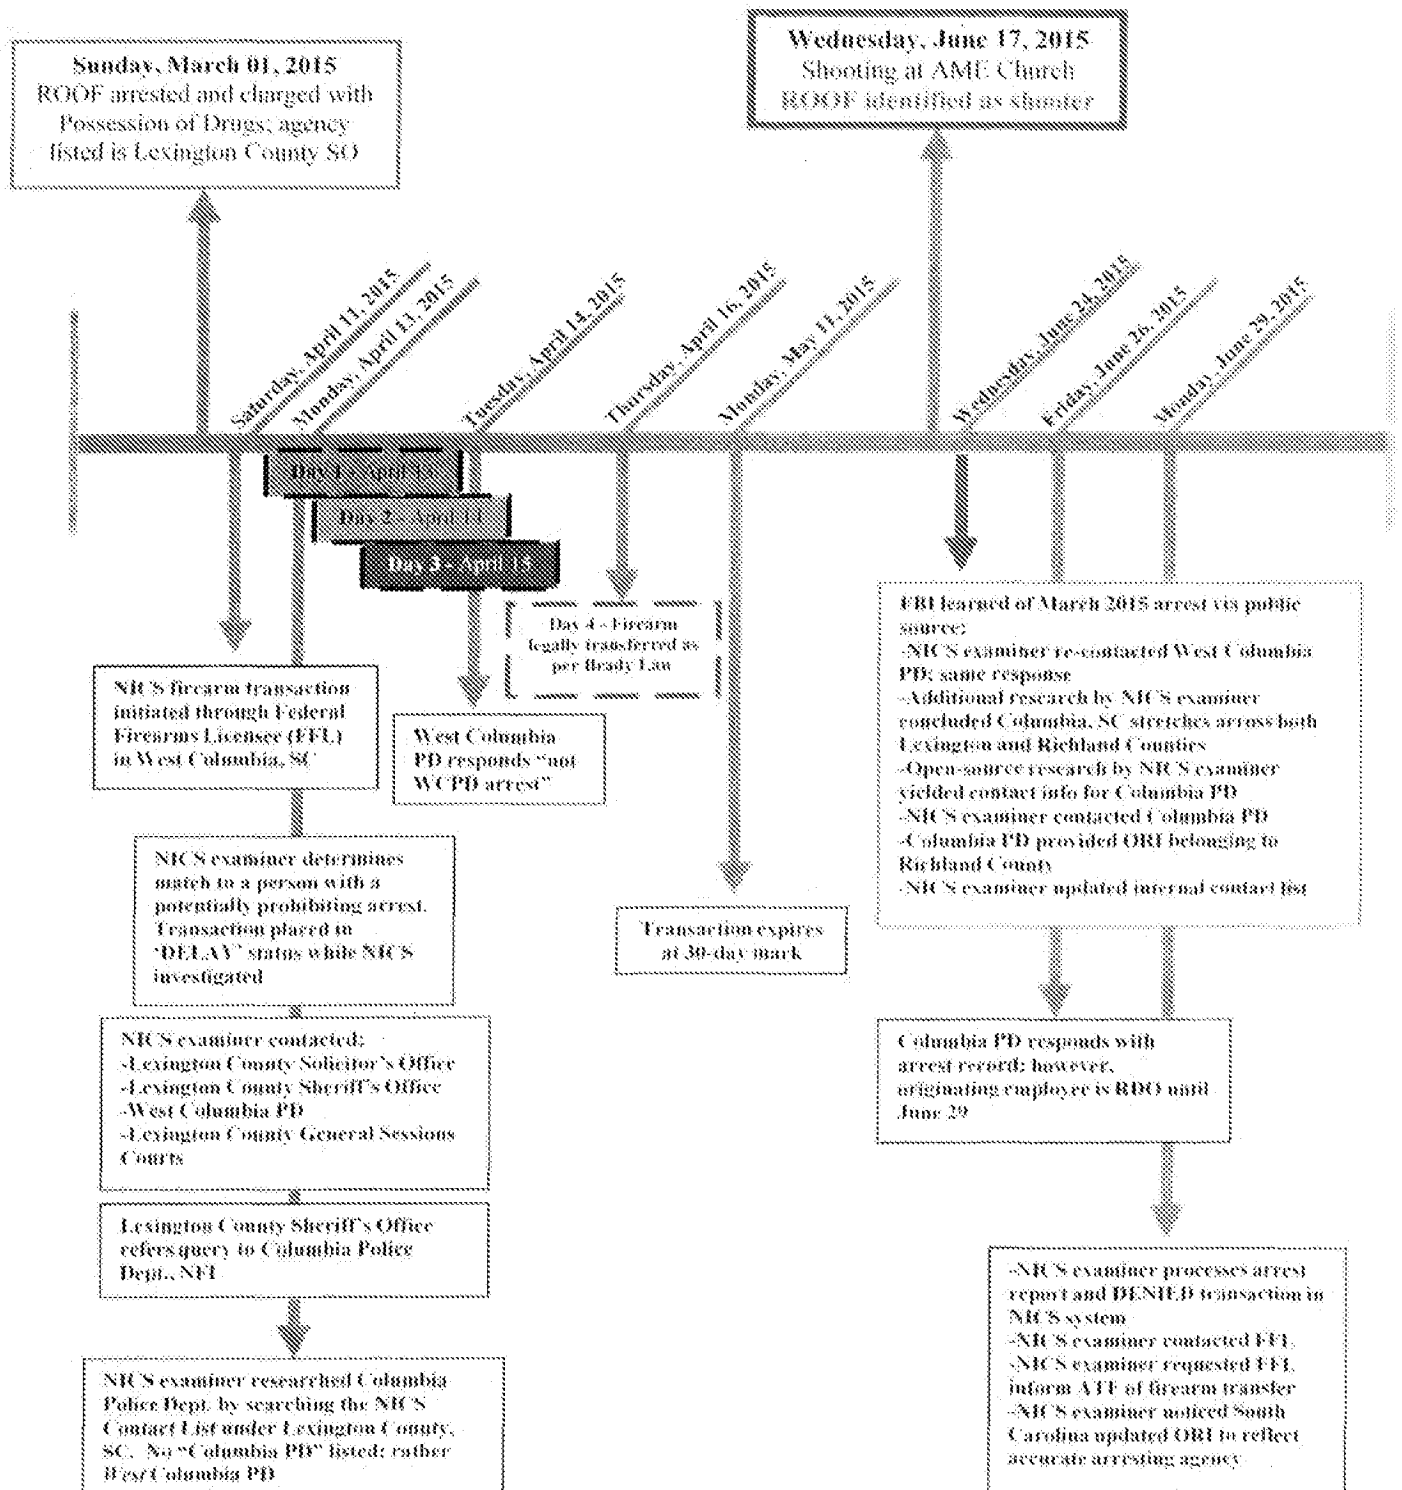 Sunday, March 01, 2015
ROOF arrested and charged with
Possession of Drugs; agency
listed is Lexington County SO
Wednesday, June 17, 2015
Shooting at AME Church
ROOF identified as shooter
Saturday, April 11, 2015
Monday, April 13, 2015
Tuesday, April 14, 2015
Thursday, April 16, 2015
Monday, May 11, 2015
Wednesday, June 24, 2015
Friday, June 26, 2015
Monday, June 29, 2015
Day 1 - April 13
Day 2 - April 14
Day 3 - April 15
Day 4 - Firearm
legally transferred as
per Brady Law
NICS firearm transaction
initiated through Federal
Firearms Licensee (FFL)
in West Columbia, SC
West Columbia
PD responds "not
WCPD arrest"
NICS examiner determines
match to a person with a
potentially prohibiting arrest.
Transaction placed in
'DELAY' status while NICS
investigated
NICS examiner contacted:
-Lexington County Solicitor's Office
-Lexington County Sheriff's Office
-West Columbia PD
-Lexington County General Sessions
Courts
Lexington County Sheriff's Office
refers query to Columbia Police
Dept., NFI
NICS examiner researched Columbia
Police Dept. by searching the NICS
Contact List under Lexington County,
SC. No "Columbia PD" listed; rather
West Columbia PD
Transaction expires
at 30-day mark
FBI learned of March 2015 arrest via public
source:
-NICS examiner re-contacted West Columbia
PD; same response
-Additional research by NICS examiner
concluded Columbia, SC stretches across both
Lexington and Richland Counties
-Open-source research by NICS examiner
yielded contact info for Columbia PD
-NICS examiner contacted Columbia PD
-Columbia PD provided ORI belonging to
Richland County
-NICS examiner updated internal contact list
Columbia PD responds with
arrest record; however,
originating employee is RDO until
June 29
-NICS examiner processes arrest
report and DENIED transaction in
NICS system
-NICS examiner contacted FFL
-NICS examiner requested FFL
inform ATF of firearm transfer
-NICS examiner noticed South
Carolina updated ORI to reflect
accurate arresting agency